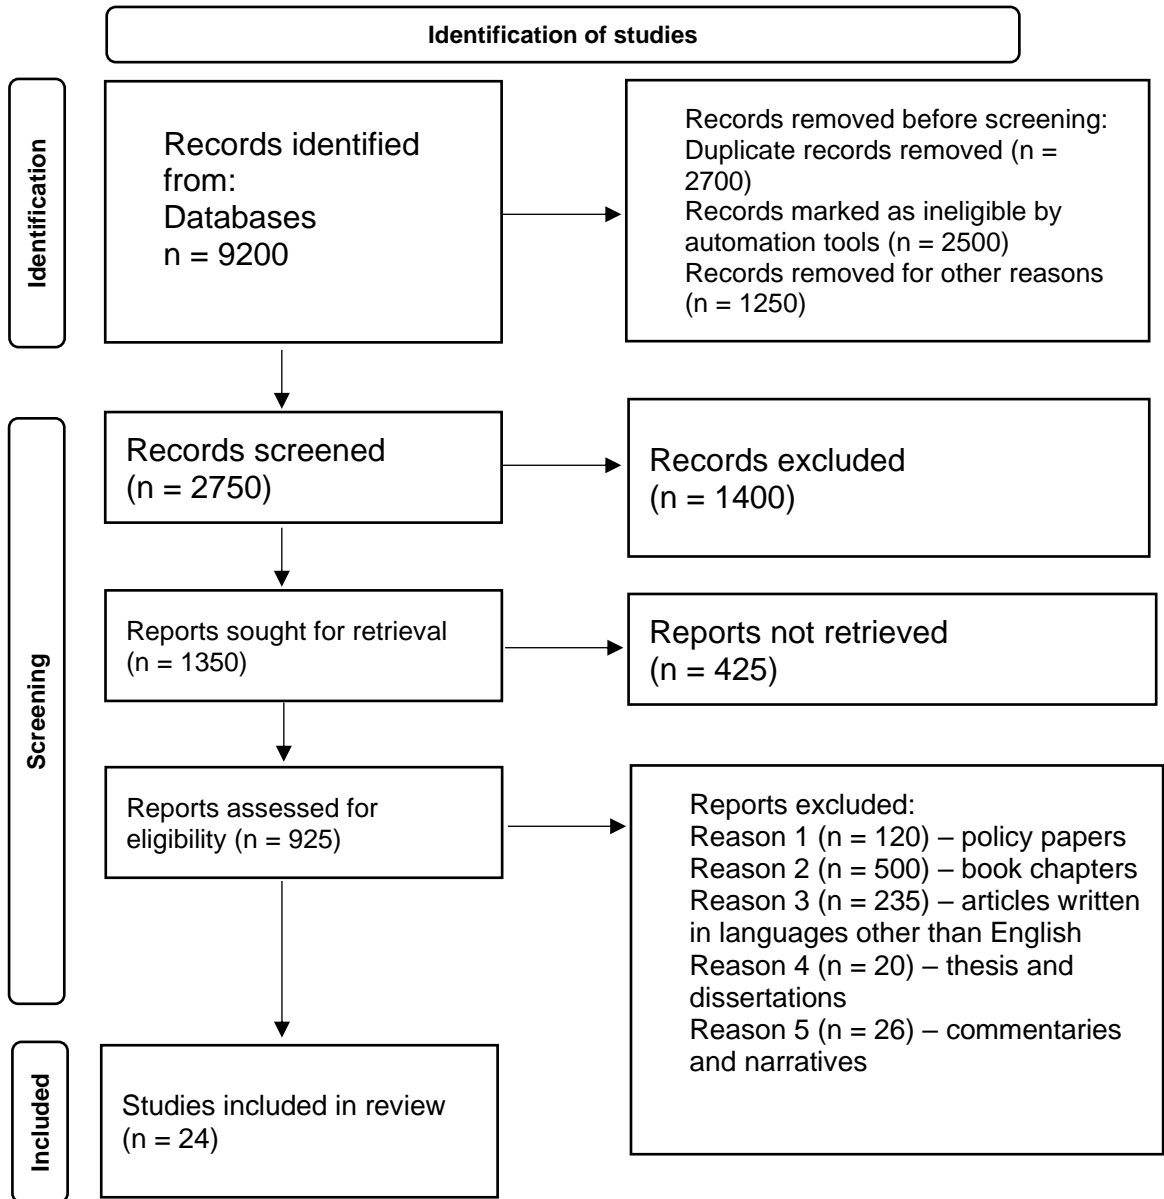 Identification of studies
Identification
Records identified
from:
Databases
n = 9200
Records removed before screening:
Duplicate records removed (n =
2700)
Records marked as ineligible by
automation tools (n = 2500)
Records removed for other reasons
(n = 1250)
Screening
Records screened
(n = 2750)
Records excluded
(n = 1400)
Reports sought for retrieval
(n = 1350)
Reports not retrieved
(n = 425)
Reports assessed for
eligibility (n = 925)
Reports excluded:
Reason 1 (n = 120) – policy papers
Reason 2 (n = 500) – book chapters
Reason 3 (n = 235) – articles written
in languages other than English
Reason 4 (n = 20) – thesis and
dissertations
Reason 5 (n = 26) – commentaries
and narratives
Included
Studies included in review
(n = 24)